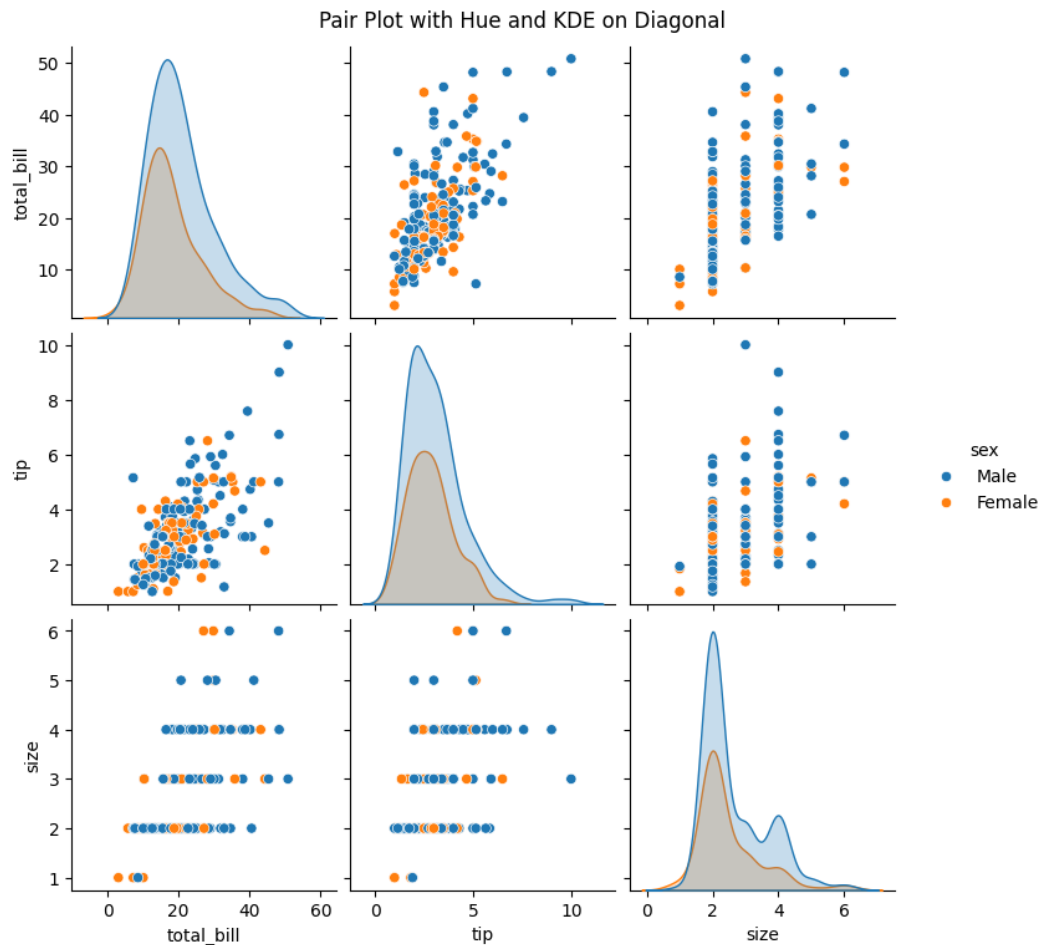 Pair Plot with Hue and KDE on Diagonal
total_bill
50
40
30
20
10
tip
10
8
6
4
2
sex
Male
Female
size
6
5
4
3
2
1
0 20 40 60
0 5 10
0 2 4 6
total_bill
tip
size